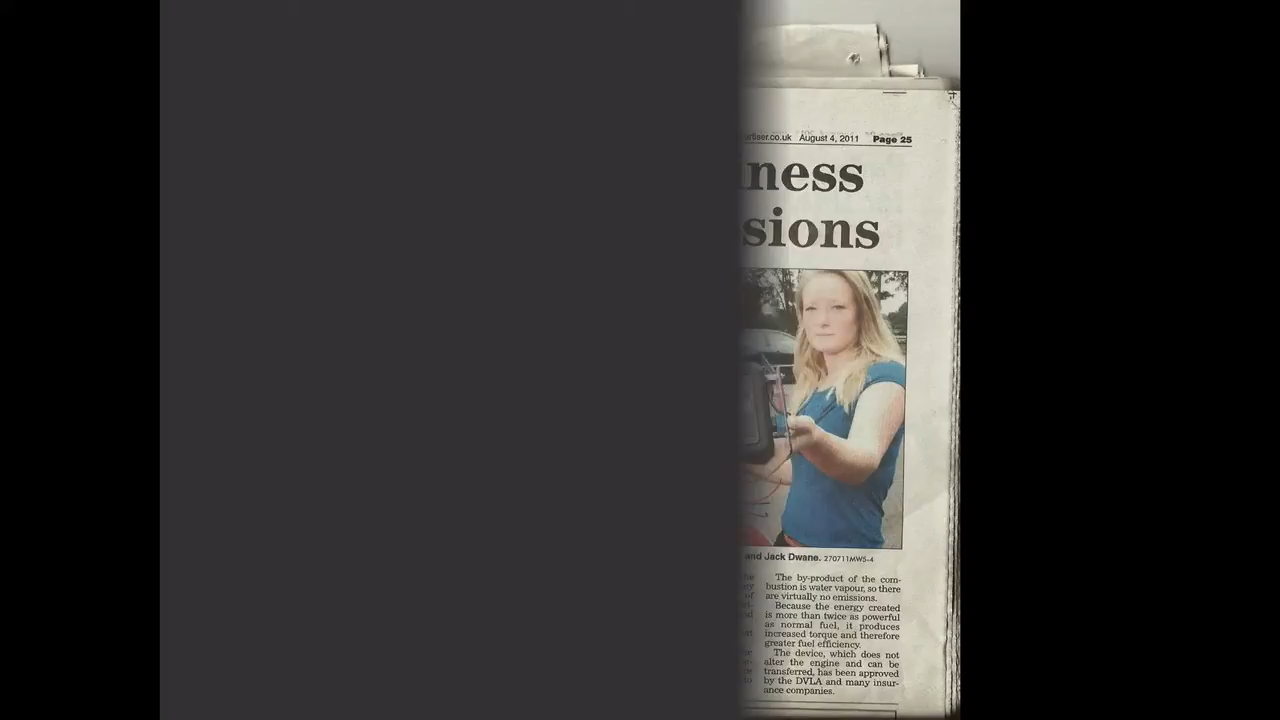 rtiser.co.uk August 4, 2011 Page 25
ness
sions
and Jack Dwane. 270711MW5-4
The by-product of the com-
bustion is water vapour, so there
are virtually no emissions.
Because the energy created
is more than twice as powerful
as normal fuel, it produces
increased torque and therefore
greater fuel efficiency.
The device, which does not
alter the engine and can be
transferred, has been approved
by the DVLA and many insur-
ance companies.